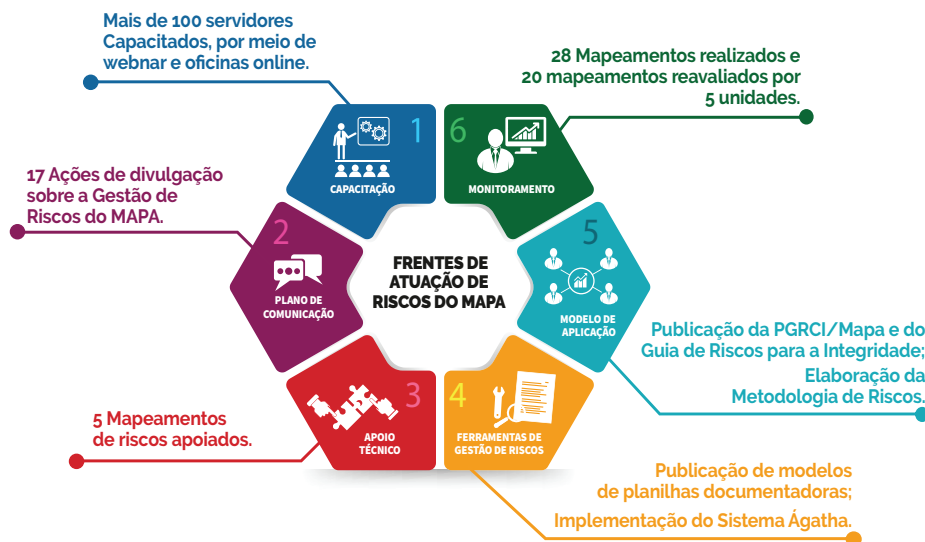 Mais de 100 servidores
Capacitados, por meio de
webnar e oficinas online.
1
CAPACITAÇÃO
17 Ações de divulgação
sobre a Gestão de
Riscos do MAPA.
2
PLANO DE
COMUNICAÇÃO
5 Mapeamentos
de riscos apoiados.
3
APOIO
TÉCNICO
FRENTES DE
ATUAÇÃO DE
RISCOS DO MAPA
4
FERRAMENTAS DE
GESTÃO DE RISCOS
Publicação de modelos
de planilhas documentadoras;
Implementação do Sistema Ágatha.
5
MODELO DE
APLICAÇÃO
Publicação da PGRCI/Mapa e do
Guia de Riscos para a Integridade;
Elaboração da
Metodologia de Riscos.
6
MONITORAMENTO
28 Mapeamentos realizados e
20 mapeamentos reavaliados por
5 unidades.